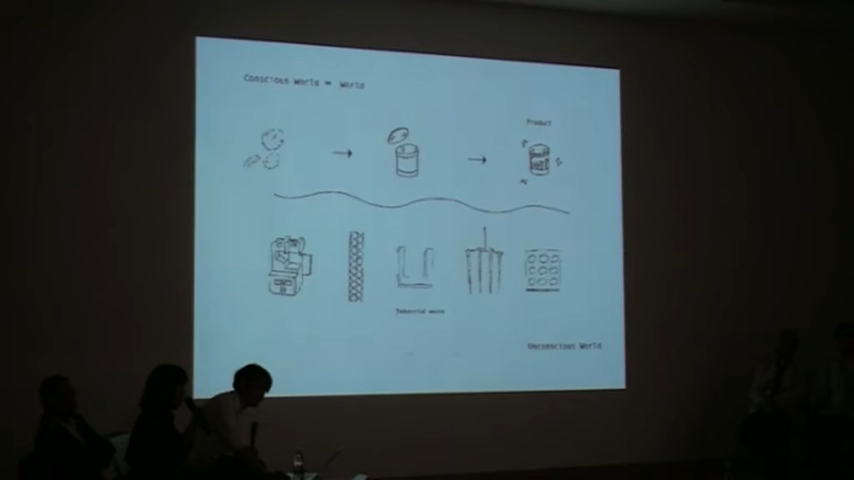 Conscious World = World
Product
Industrial waste
Unconscious World